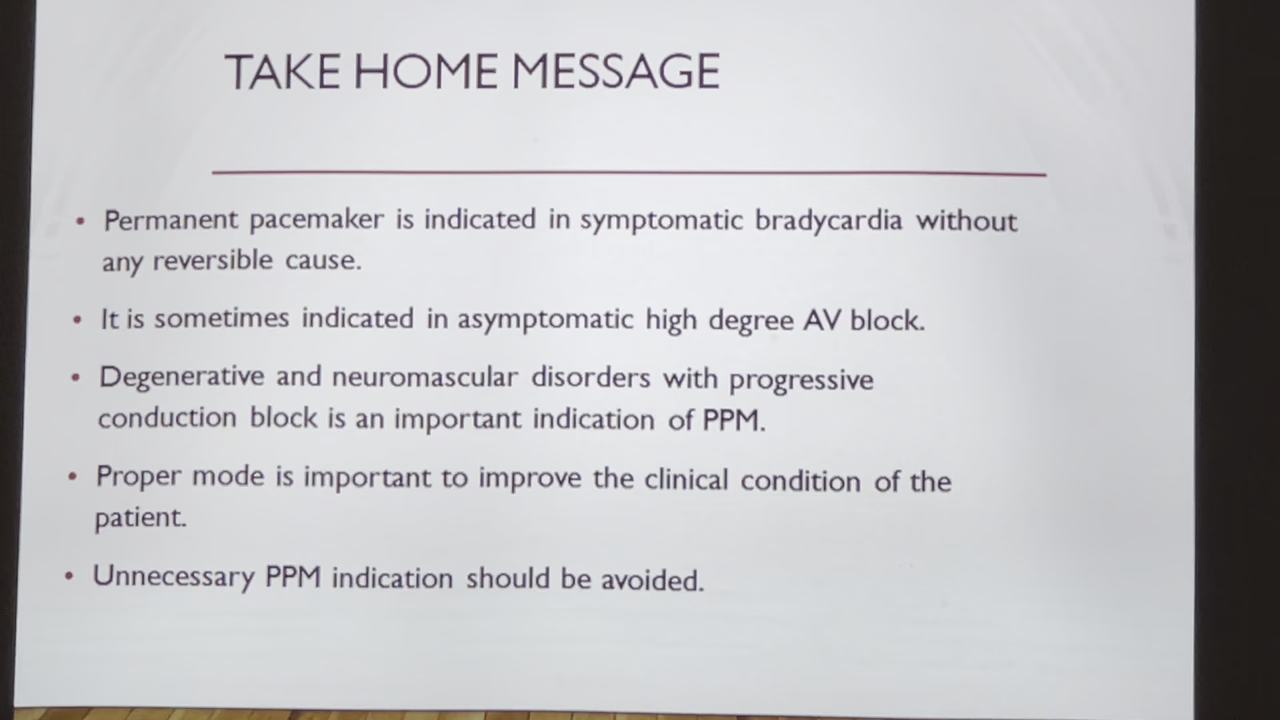 TAKE HOME MESSAGE
• Permanent pacemaker is indicated in symptomatic bradycardia without
any reversible cause.
• It is sometimes indicated in asymptomatic high degree AV block.
• Degenerative and neuromascular disorders with progressive
conduction block is an important indication of PPM.
• Proper mode is important to improve the clinical condition of the
patient.
• Unnecessary PPM indication should be avoided.